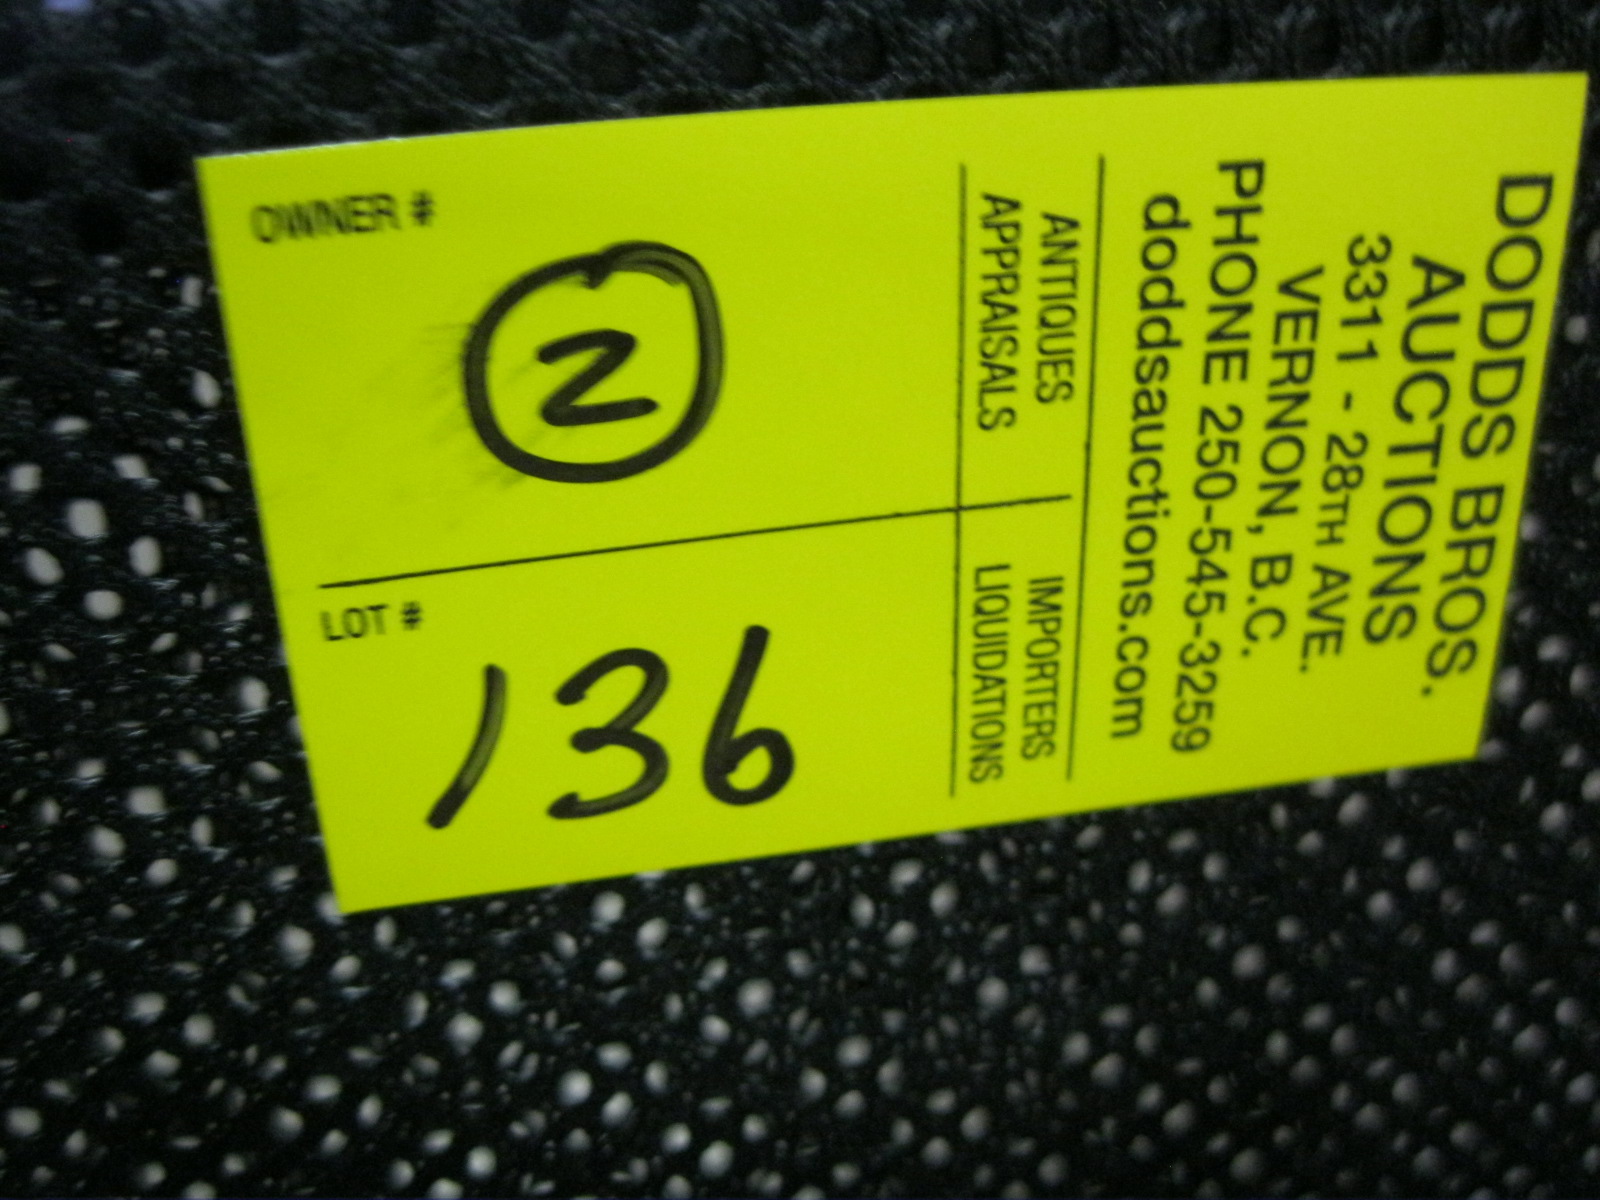 DODDS BROS.
AUCTIONS
3311 - 28TH AVE.
VERNON, B.C.
PHONE 250-545-3259
doddsauctions.com
ANTIQUES
APPRAISALS
IMPORTERS
LIQUIDATIONS
OWNER #
2
LOT #
136